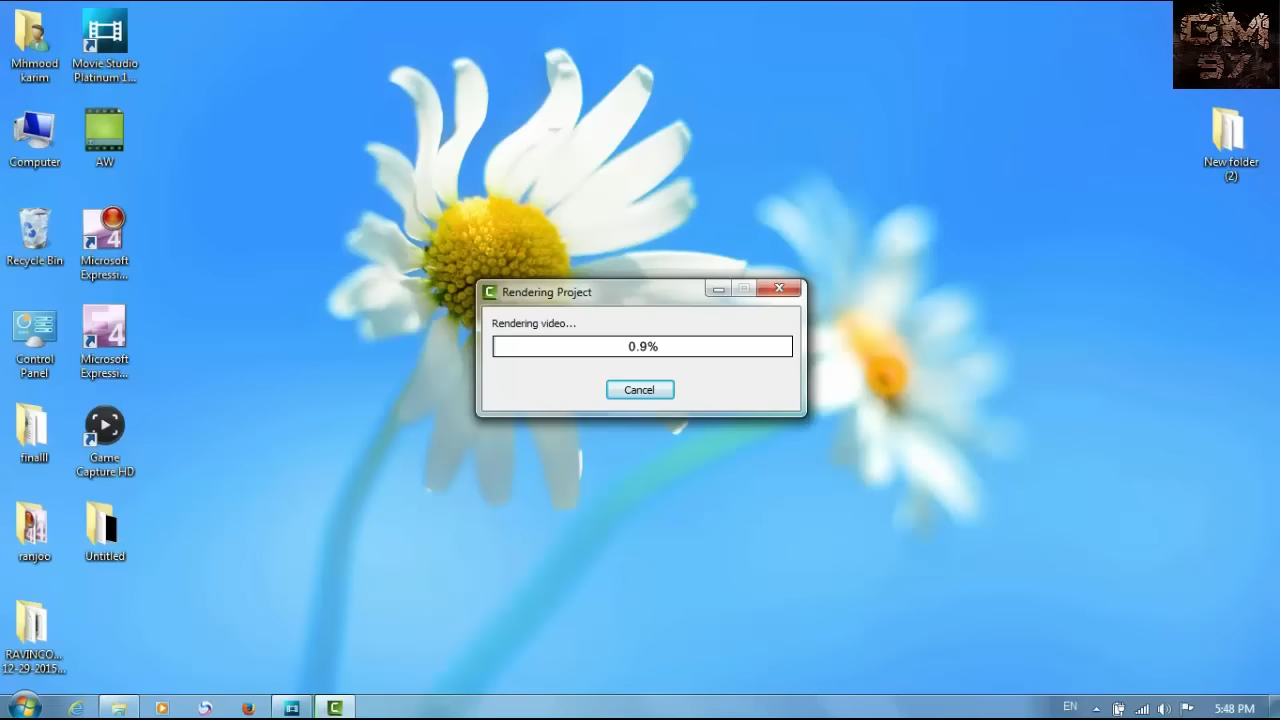 Mhmood
karim
Movie Studio
Platinum 1...
GM
97
Computer
AW
New folder
(2)
Recycle Bin
Microsoft
Expressi...
Rendering Project
Rendering video...
0.9%
Cancel
Control
Panel
Microsoft
Expressi...
finalll
Game
Capture HD
ranjoo
Untitled
RAVINCO...
12-29-2015...
EN
5:48 PM